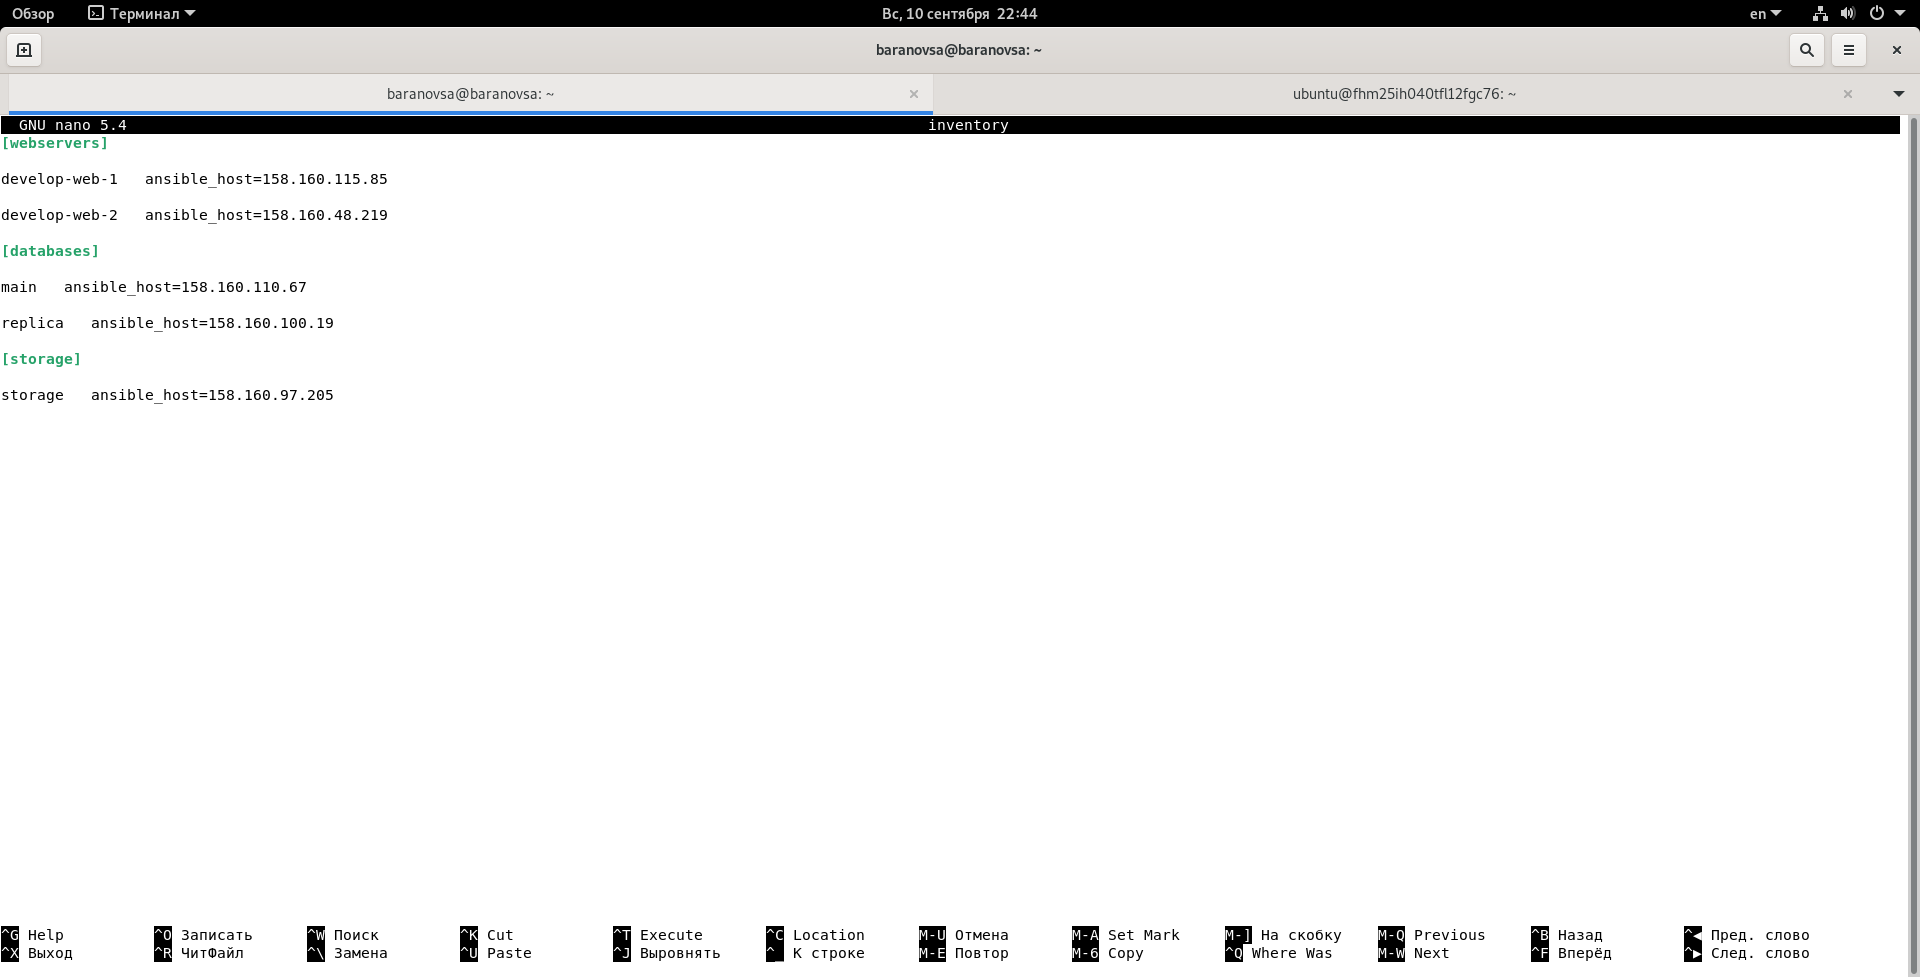 Обзор Терминал Вс, 10 сентября 22:44 en
baranovsa@baranovsa: ~
baranovsa@baranovsa: ~ ubuntu@fhm25ih040tfl12fgc76: ~
GNU nano 5.4 inventory
[webservers]
develop-web-1 ansible_host=158.160.115.85
develop-web-2 ansible_host=158.160.48.219
[databases]
main ansible_host=158.160.110.67
replica ansible_host=158.160.100.19
[storage]
storage ansible_host=158.160.97.205
^G Help ^O Записать ^W Поиск ^K Cut ^T Execute ^C Location M-U Отмена M-A Set Mark M-] На скобку M-Q Previous ^B Назад ^◀ Пред. слово
^X Выход ^R ЧитФайл ^\ Замена ^U Paste ^J Выровнять ^_ К строке M-E Повтор M-6 Copy ^Q Where Was M-W Next ^F Вперёд ^▶ След. слово